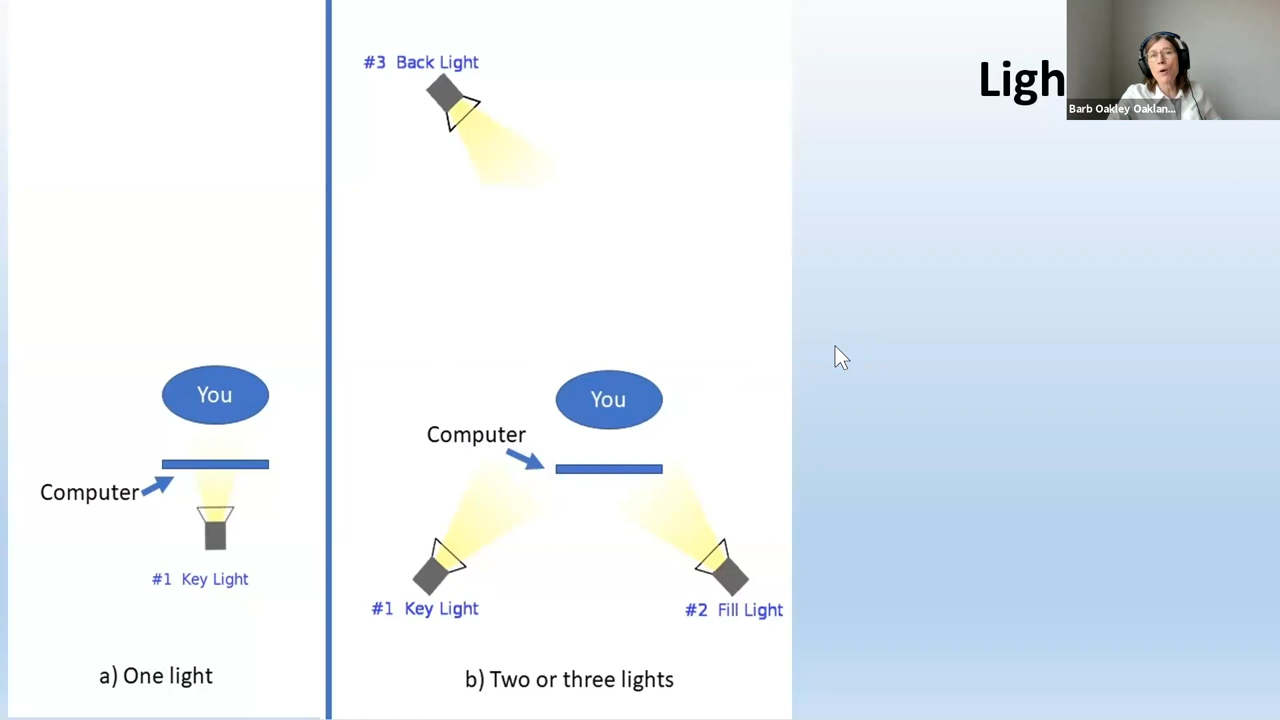 #3 Back Light
Ligh
Barb Oakley Oaklan...
You
You
Computer
Computer
#1 Key Light
#1 Key Light
#2 Fill Light
a) One light
b) Two or three lights